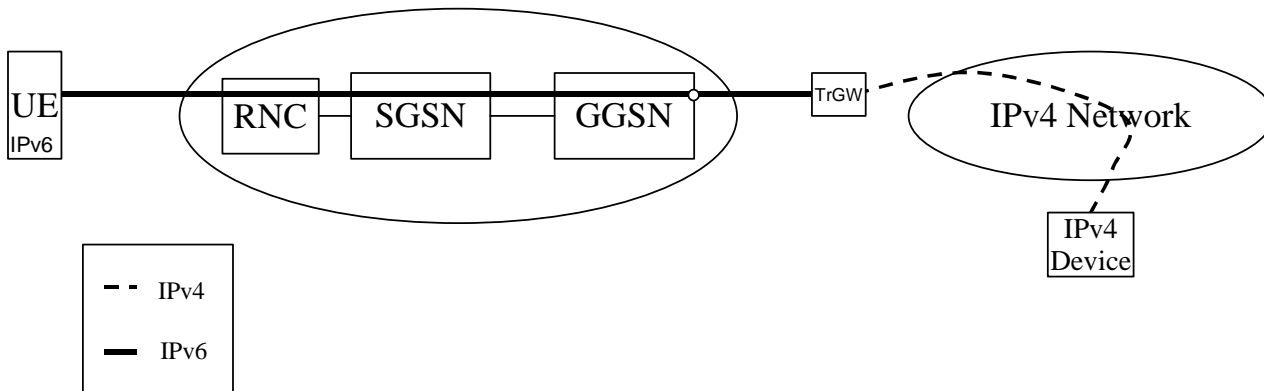 UE
IPv6
RNC
SGSN
GGSN
TrGW
IPv4 Network
IPv4
Device
IPv4
IPv6